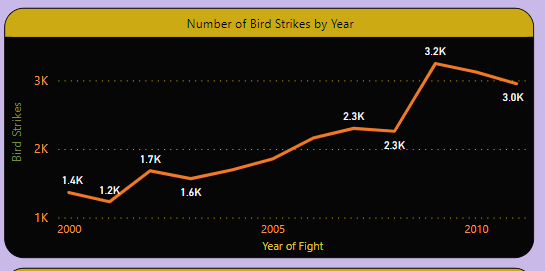 Number of Bird Strikes by Year
3.2K
3K
3.0K
2.3K
2.3K
2K
1.7K
1.4K
1.2K
1.6K
1K
2000
2005
2010
Bird Strikes
Year of Fight